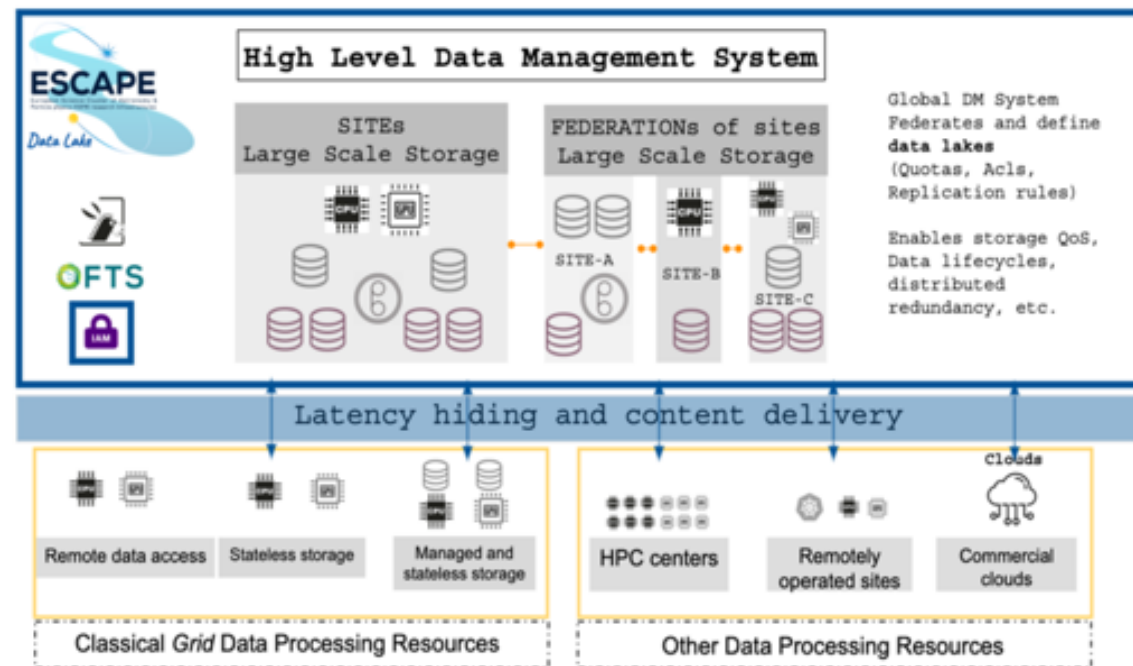 ESCAPE
Data Lake
High Level Data Management System
SITEs
Large Scale Storage
FEDERATIONs of sites
Large Scale Storage
Global DM System
Federates and define
data lakes
(Quotas, Acls,
Replication rules)
Enables storage QoS,
Data lifecycles,
distributed
redundancy, etc.
CPU
GPU
CPU
SITE-A
SITE-B
SITE-C
FTS
IAM
Latency hiding and content delivery
Clouds
Remote data access
Stateless storage
Managed and
stateless storage
HPC centers
Remotely
operated sites
Commercial
clouds
Classical Grid Data Processing Resources
Other Data Processing Resources